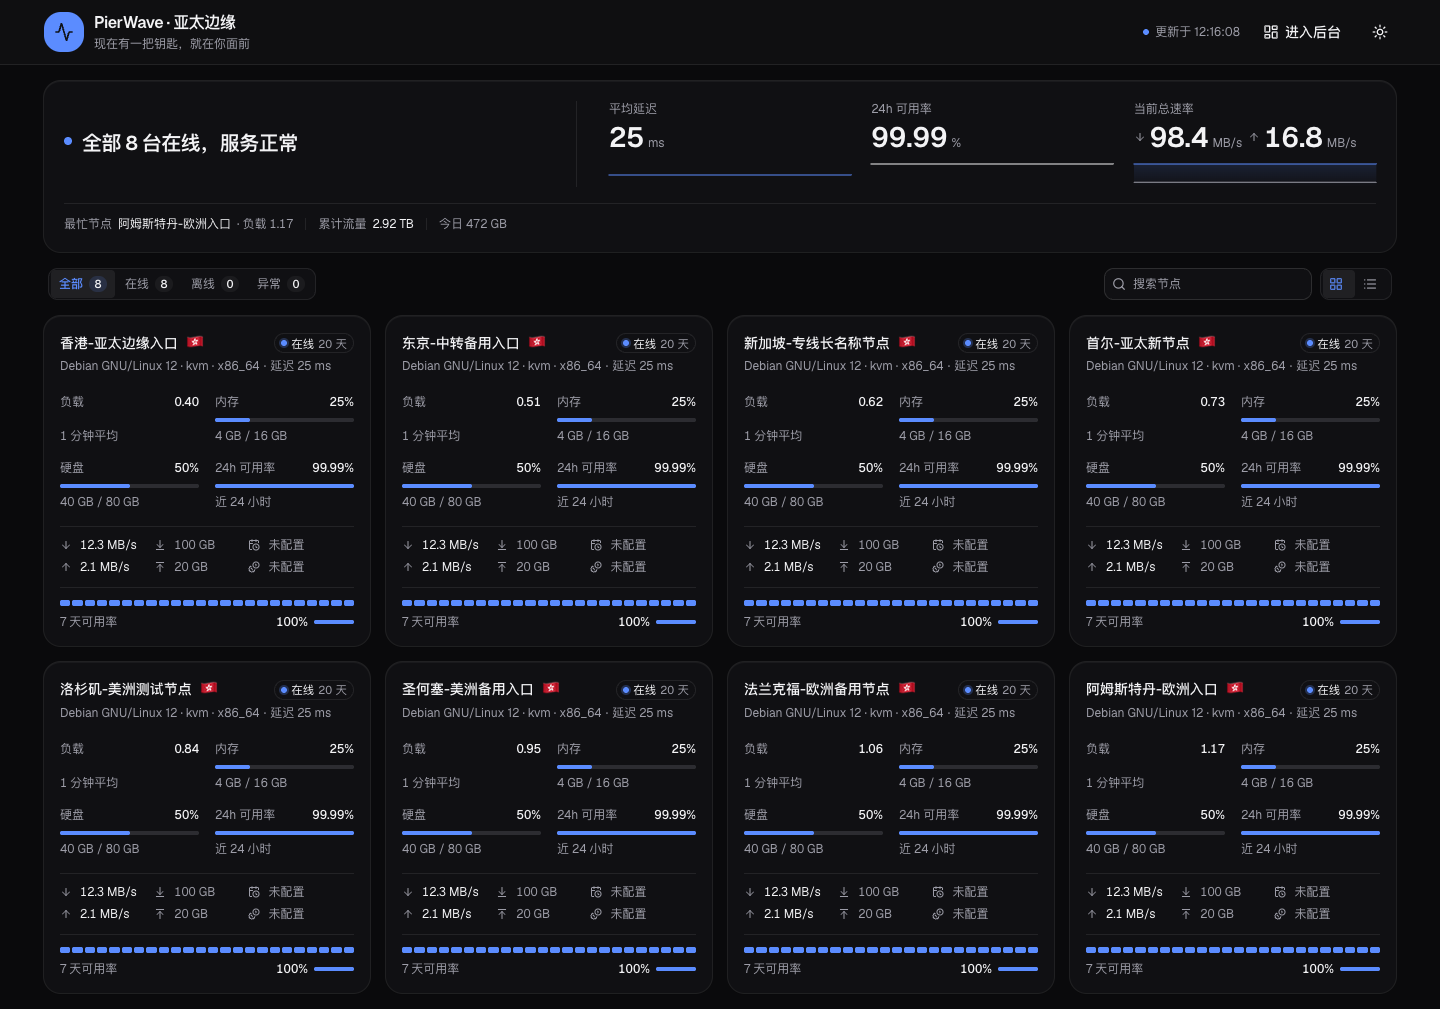 PierWave · 亚太边缘
现在有一把钥匙，就在你面前
更新于 12:16:08
进入后台
全部 8 台在线，服务正常
平均延迟
25 ms
24h 可用率
99.99 %
当前总速率
↓ 98.4 MB/s ↑ 16.8 MB/s
最忙节点 阿姆斯特丹-欧洲入口 · 负载 1.17
累计流量 2.92 TB
今日 472 GB
全部 8 在线 8 离线 0 异常 0
搜索节点
香港-亚太边缘入口 在线 20 天
Debian GNU/Linux 12 · kvm · x86_64 · 延迟 25 ms
负载 0.40 内存 25%
1 分钟平均 4 GB / 16 GB
硬盘 50% 24h 可用率 99.99%
40 GB / 80 GB 近 24 小时
↓ 12.3 MB/s 100 GB 未配置
↑ 2.1 MB/s 20 GB 未配置
7 天可用率 100%
东京-中转备用入口 在线 20 天
Debian GNU/Linux 12 · kvm · x86_64 · 延迟 25 ms
负载 0.51 内存 25%
1 分钟平均 4 GB / 16 GB
硬盘 50% 24h 可用率 99.99%
40 GB / 80 GB 近 24 小时
↓ 12.3 MB/s 100 GB 未配置
↑ 2.1 MB/s 20 GB 未配置
7 天可用率 100%
新加坡-专线长名称节点 在线 20 天
Debian GNU/Linux 12 · kvm · x86_64 · 延迟 25 ms
负载 0.62 内存 25%
1 分钟平均 4 GB / 16 GB
硬盘 50% 24h 可用率 99.99%
40 GB / 80 GB 近 24 小时
↓ 12.3 MB/s 100 GB 未配置
↑ 2.1 MB/s 20 GB 未配置
7 天可用率 100%
首尔-亚太新节点 在线 20 天
Debian GNU/Linux 12 · kvm · x86_64 · 延迟 25 ms
负载 0.73 内存 25%
1 分钟平均 4 GB / 16 GB
硬盘 50% 24h 可用率 99.99%
40 GB / 80 GB 近 24 小时
↓ 12.3 MB/s 100 GB 未配置
↑ 2.1 MB/s 20 GB 未配置
7 天可用率 100%
洛杉矶-美洲测试节点 在线 20 天
Debian GNU/Linux 12 · kvm · x86_64 · 延迟 25 ms
负载 0.84 内存 25%
1 分钟平均 4 GB / 16 GB
硬盘 50% 24h 可用率 99.99%
40 GB / 80 GB 近 24 小时
↓ 12.3 MB/s 100 GB 未配置
↑ 2.1 MB/s 20 GB 未配置
7 天可用率 100%
圣何塞-美洲备用入口 在线 20 天
Debian GNU/Linux 12 · kvm · x86_64 · 延迟 25 ms
负载 0.95 内存 25%
1 分钟平均 4 GB / 16 GB
硬盘 50% 24h 可用率 99.99%
40 GB / 80 GB 近 24 小时
↓ 12.3 MB/s 100 GB 未配置
↑ 2.1 MB/s 20 GB 未配置
7 天可用率 100%
法兰克福-欧洲备用节点 在线 20 天
Debian GNU/Linux 12 · kvm · x86_64 · 延迟 25 ms
负载 1.06 内存 25%
1 分钟平均 4 GB / 16 GB
硬盘 50% 24h 可用率 99.99%
40 GB / 80 GB 近 24 小时
↓ 12.3 MB/s 100 GB 未配置
↑ 2.1 MB/s 20 GB 未配置
7 天可用率 100%
阿姆斯特丹-欧洲入口 在线 20 天
Debian GNU/Linux 12 · kvm · x86_64 · 延迟 25 ms
负载 1.17 内存 25%
1 分钟平均 4 GB / 16 GB
硬盘 50% 24h 可用率 99.99%
40 GB / 80 GB 近 24 小时
↓ 12.3 MB/s 100 GB 未配置
↑ 2.1 MB/s 20 GB 未配置
7 天可用率 100%